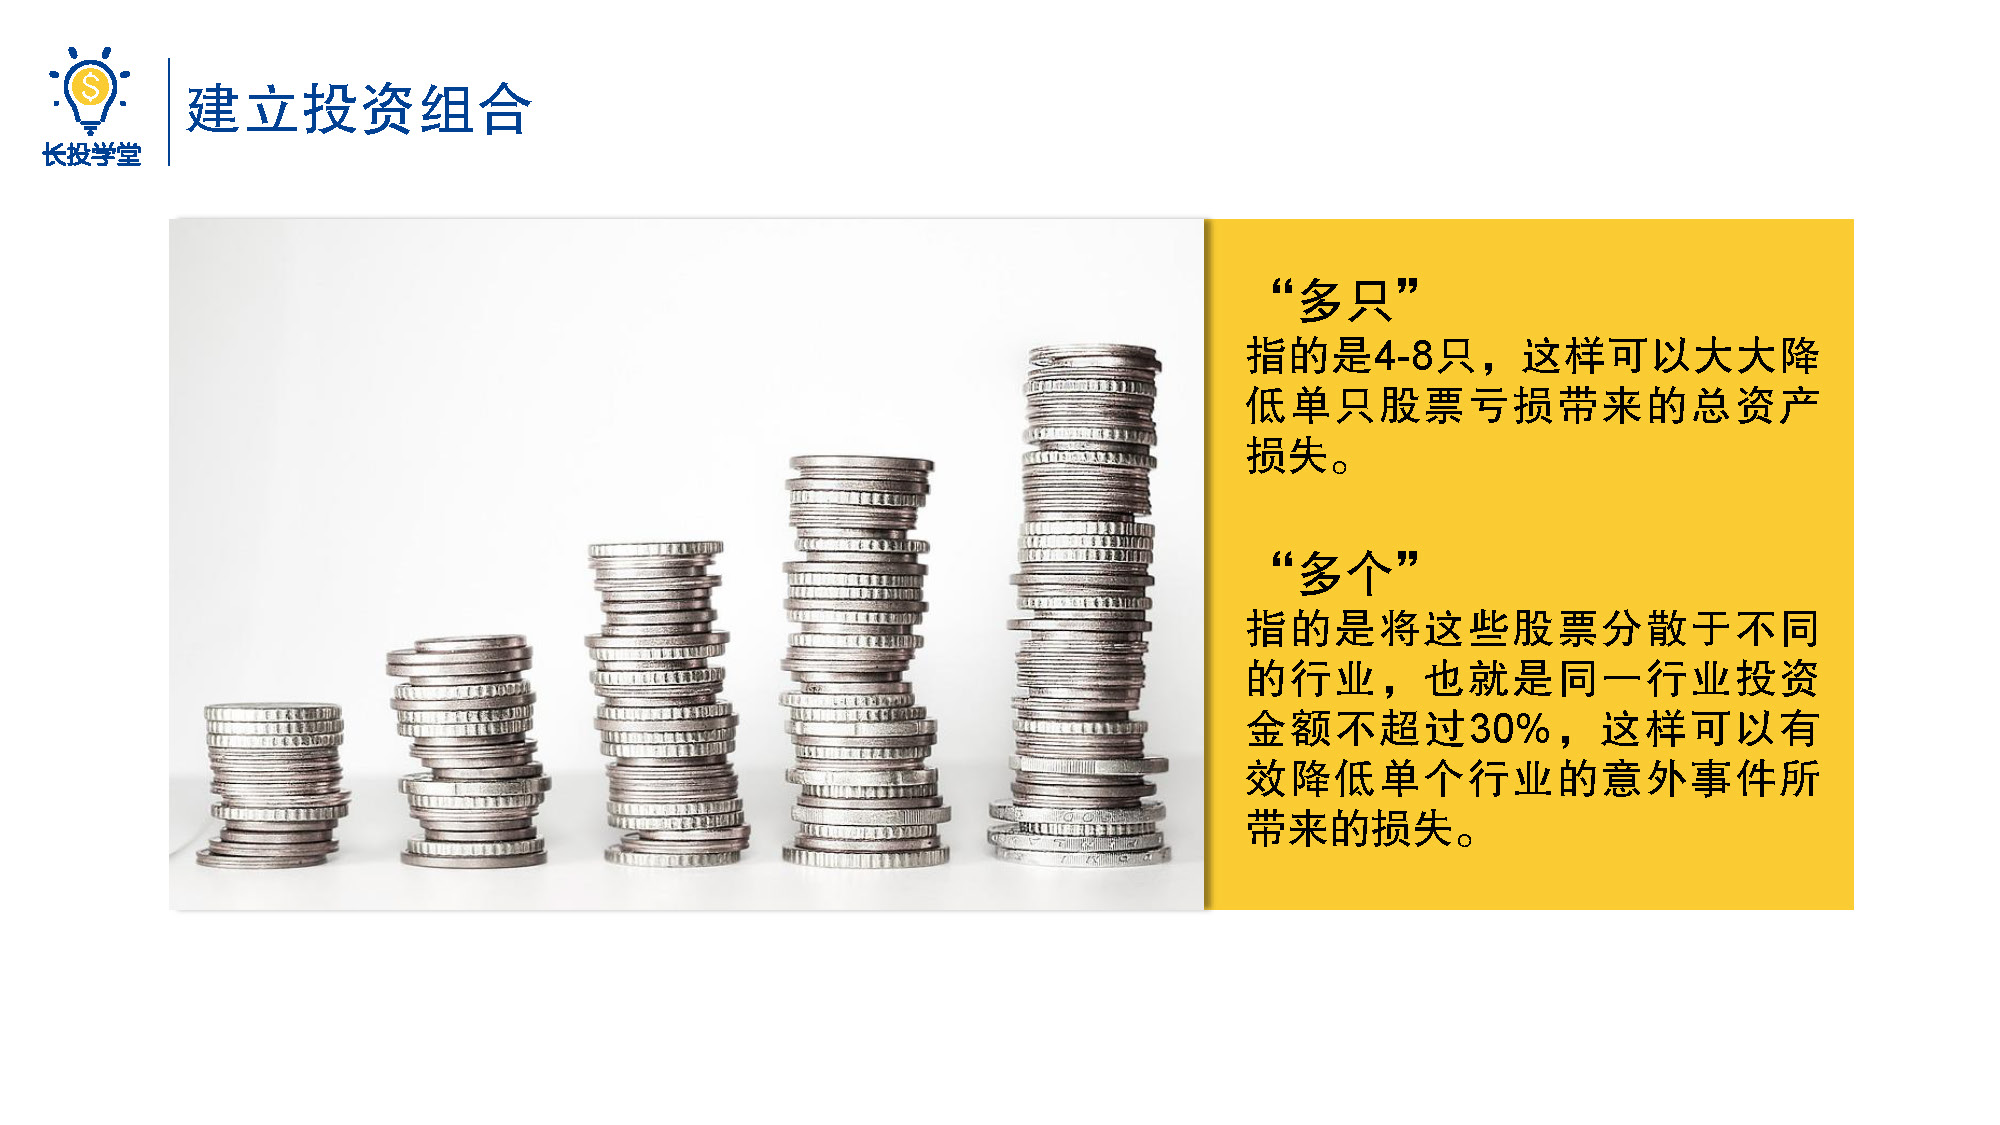 长投学堂
建立投资组合
“多只”
指的是4-8只，这样可以大大降
低单只股票亏损带来的总资产
损失。
“多个”
指的是将这些股票分散于不同
的行业，也就是同一行业投资
金额不超过30%，这样可以有
效降低单个行业的意外事件所
带来的损失。